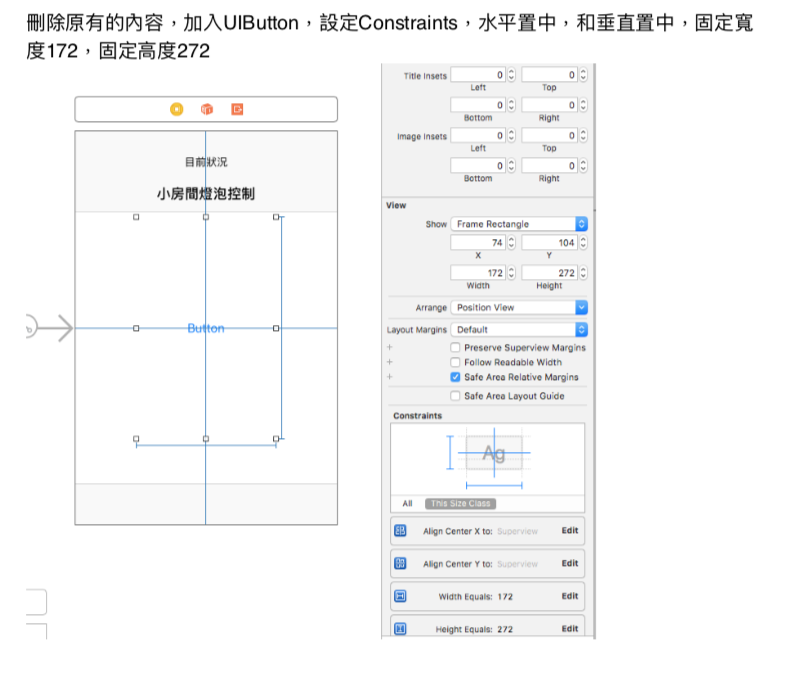 刪除原有的內容，加入UIButton，設定Constraints，水平置中，和垂直置中，固定寬
度172，固定高度272
目前狀況
小房間燈泡控制
Button
Title Insets 0 0
Left Top
0 0
Bottom Right
Image Insets 0 0
Left Top
0 0
Bottom Right
View
Show Frame Rectangle
74 104
X Y
172 272
Width Height
Arrange Position View
Layout Margins Default
+ Preserve Superview Margins
+ Follow Readable Width
+ Safe Area Relative Margins
Safe Area Layout Guide
Constraints
Ag
All This Size Class
Align Center X to: Superview Edit
Align Center Y to: Superview Edit
Width Equals: 172 Edit
Height Equals: 272 Edit